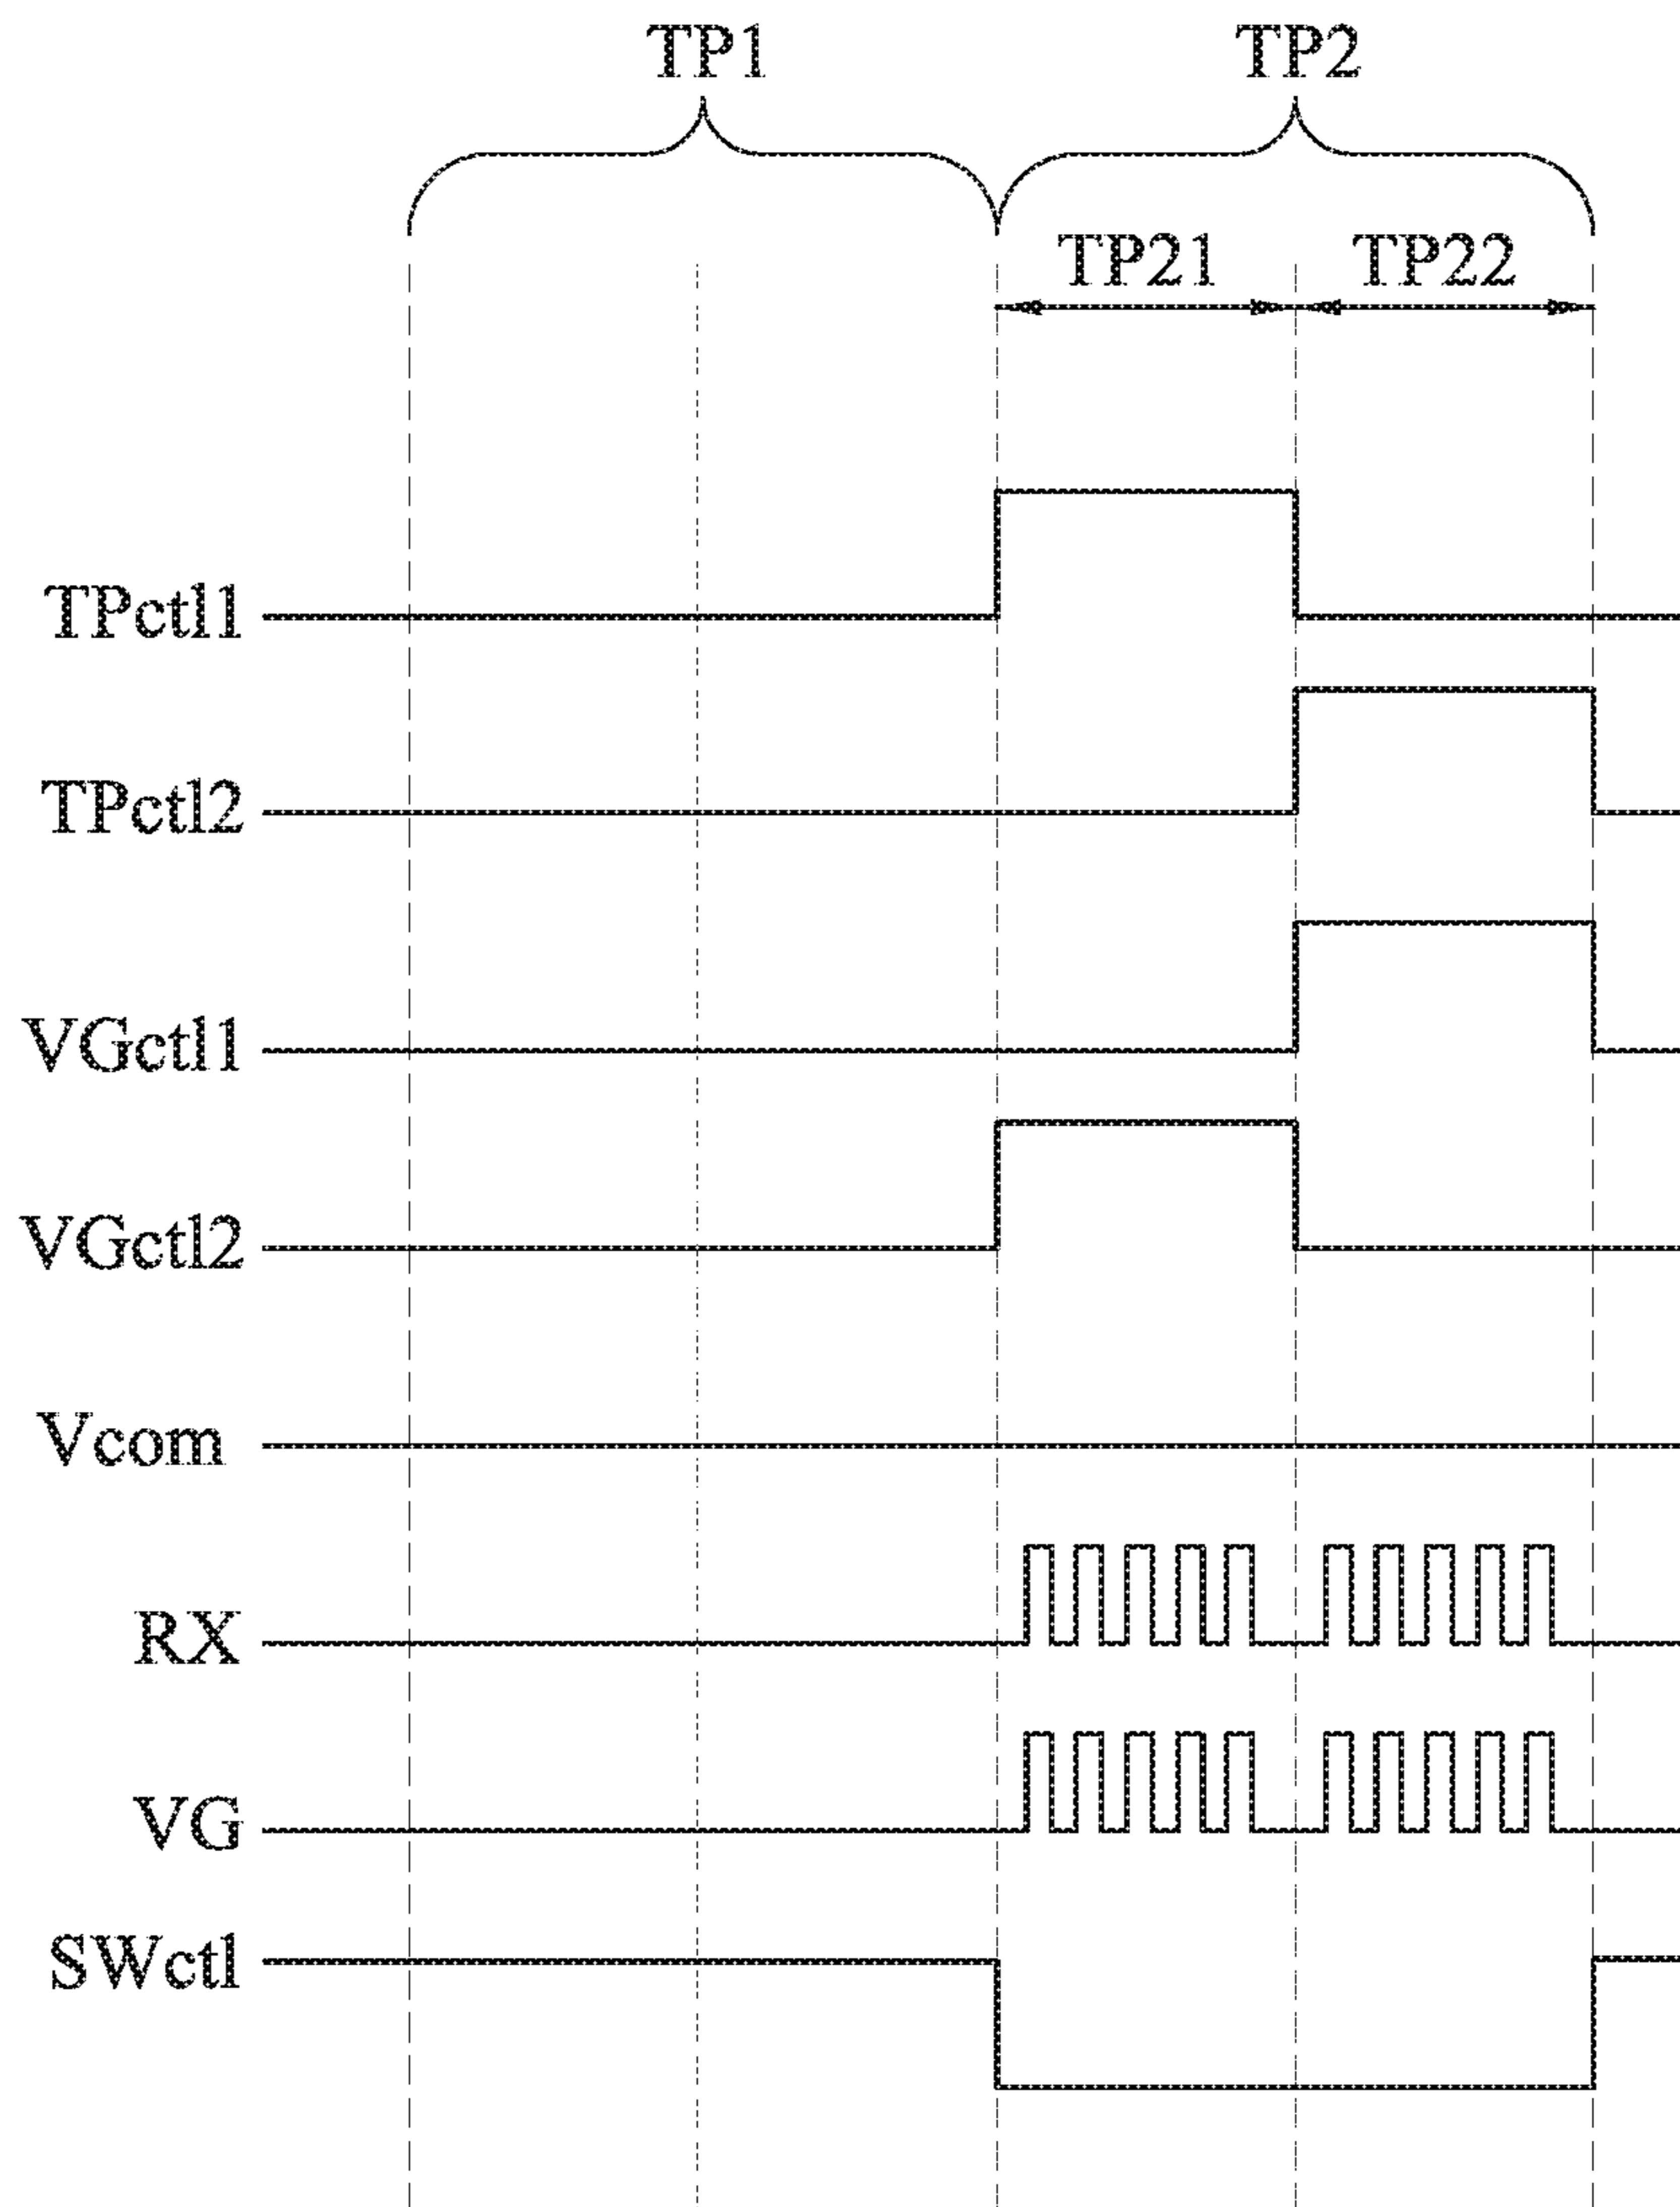 TP1 TP2
TP21 TP22
TPctl1
TPctl2
VGctl1
VGctl2
Vcom
RX
VG
SWctl